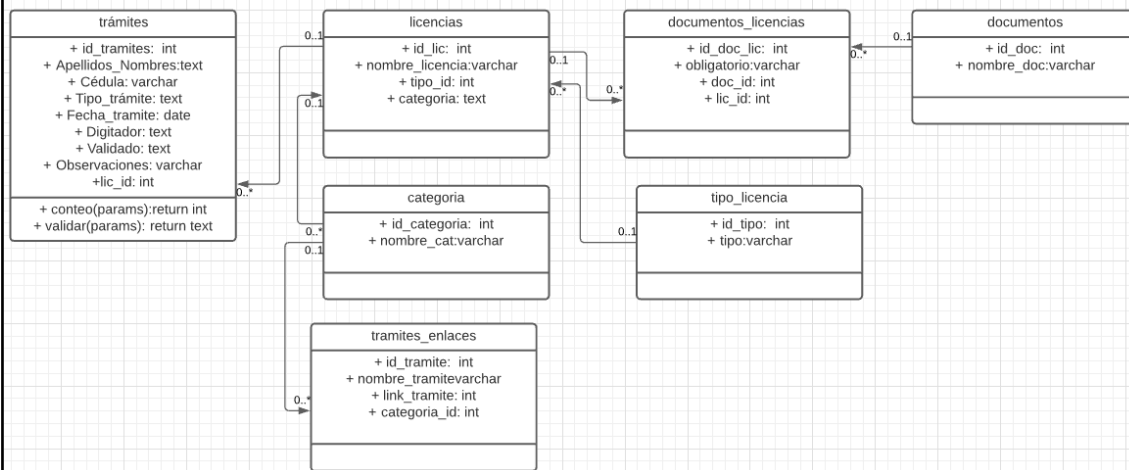 trámites
+ id_tramites: int
+ Apellidos_Nombres:text
+ Cédula: varchar
+ Tipo_trámite: text
+ Fecha_tramite: date
+ Digitador: text
+ Validado: text
+ Observaciones: varchar
+lic_id: int
+ conteo(params):return int
+ validar(params): return text
0..1
0..*
licencias
+ id_lic: int
+ nombre_licencia:varchar
+ tipo_id: int
+ categoria: text
0..1
0..1
0..*
0..*
documentos_licencias
+ id_doc_lic: int
+ obligatorio:varchar
+ doc_id: int
+ lic_id: int
0..1
0..*
documentos
+ id_doc: int
+ nombre_doc:varchar
categoria
+ id_categoria: int
+ nombre_cat:varchar
0..*
0..1
tipo_licencia
+ id_tipo: int
+ tipo:varchar
0..1
tramites_enlaces
+ id_tramite: int
+ nombre_tramitevarchar
+ link_tramite: int
+ categoria_id: int
0..*